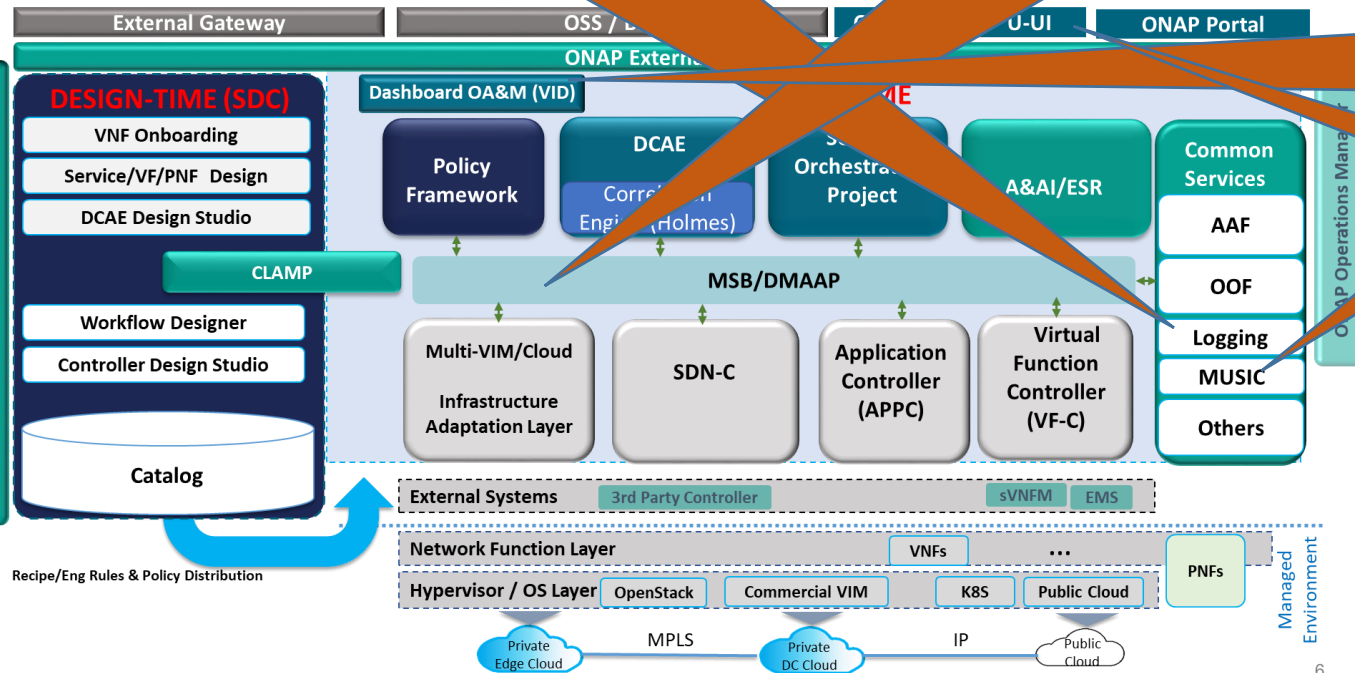 External Gateway
OSS /
U-UI
ONAP Portal
ONAP
Dashboard OA&M (VID)
DESIGN-TIME (SDC)
VNF Onboarding
Service/VF/PNF Design
DCAE Design Studio
CLAMP
Workflow Designer
Controller Design Studio
Catalog
Recipe/Eng Rules & Policy Distribution
Policy
Framework
DCAE
(Holmes)
Project
A&AI/ESR
MSB/DMAAP
Multi-VIM/Cloud
Infrastructure
Adaptation Layer
SDN-C
Application
Controller
(APPC)
Virtual
Function
Controller
(VF-C)
Common
Services
AAF
OOF
Logging
MUSIC
Others
Operations
External Systems
3rd Party Controller
sVNFM
EMS
Network Function Layer
VNFs
...
PNFs
Hypervisor / OS Layer
OpenStack
Commercial VIM
K8S
Public Cloud
Managed
Environment
Private
Edge Cloud
MPLS
Private
DC Cloud
IP
Public
Cloud
6